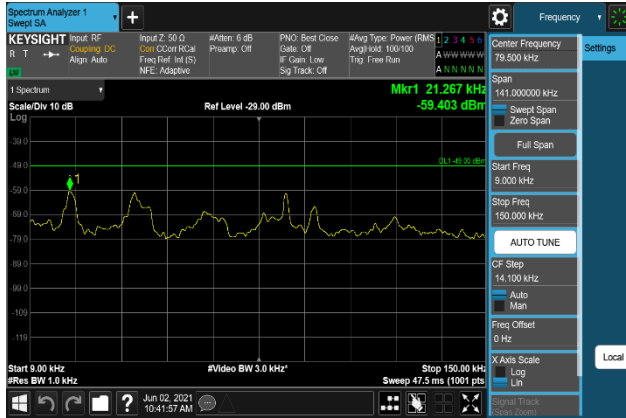 Spectrum Analyzer 1
Swept SA
Frequency
KEYSIGHT
R T
Input: RF
Coupling: DC
Align: Auto
Input Z: 50 Ω
Corr CCorr RCal
Freq Ref: Int (S)
NFE: Adaptive
#Atten: 6 dB
Preamp: Off
PNO: Best Close
Gate: Off
IF Gain: Low
Sig Track: Off
#Avg Type: Power (RMS
Avg|Hold: 100/100
Trig: Free Run
1 2 3 4 5 6
A W W W W W
A N N N N N
1 Spectrum
Scale/Div 10 dB
Log
Ref Level -29.00 dBm
Mkr1 21.267 kHz
-59.403 dBm
-39.0
-49.0
-59.0
-69.0
-79.0
-89.0
-99.0
-109
-119
DL1 -49.00 dBm
1
Start 9.00 kHz
#Res BW 1.0 kHz
#Video BW 3.0 kHz*
Stop 150.00 kHz
Sweep 47.5 ms (1001 pts
Jun 02, 2021
10:41:57 AM
Center Frequency
79.500 kHz
Settings
Span
141.000000 kHz
Swept Span
Zero Span
Full Span
Start Freq
9.000 kHz
Stop Freq
150.000 kHz
AUTO TUNE
CF Step
14.100 kHz
Auto
Man
Freq Offset
0 Hz
X Axis Scale
Log
Lin
Local
Signal Track
(Span Zoom)